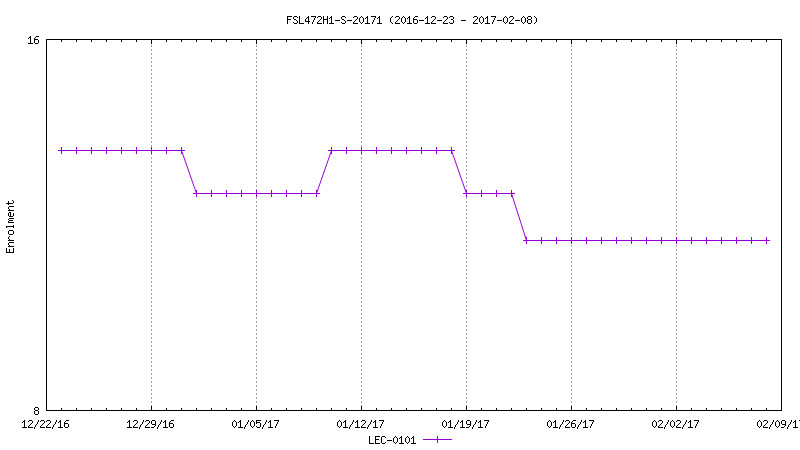 FSL472H1-S-20171 (2016-12-23 - 2017-02-08)
16
Enrolment
8
12/22/16 12/29/16 01/05/17 01/12/17 01/19/17 01/26/17 02/02/17 02/09/1
LEC-0101